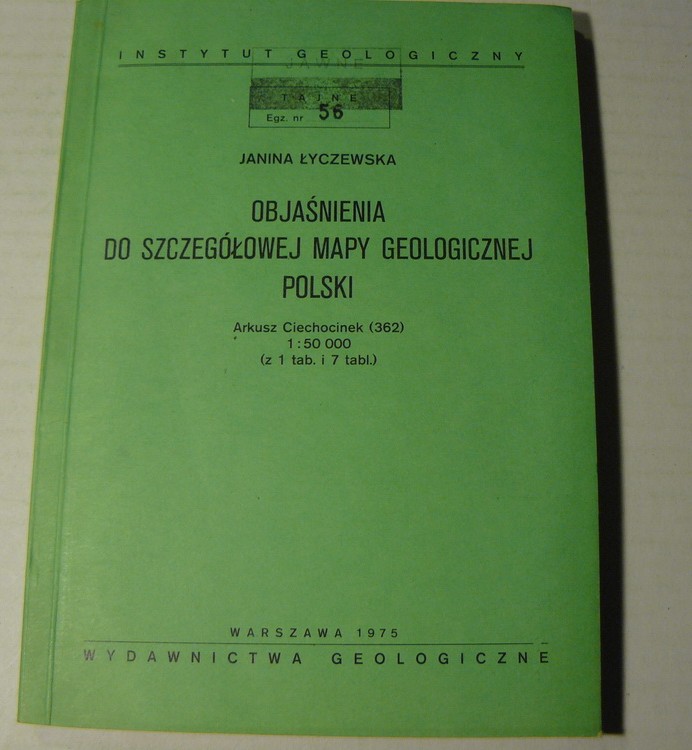 INSTYTUT GEOLOGICZNY
JAWNE
TAJNE
Egz. nr 56
JANINA ŁYCZEWSKA
OBJAŚNIENIA
DO SZCZEGÓŁOWEJ MAPY GEOLOGICZNEJ
POLSKI
Arkusz Ciechocinek (362)
1:50 000
(z 1 tab. i 7 tabl.)
WARSZAWA 1975
WYDAWNICTWA GEOLOGICZNE